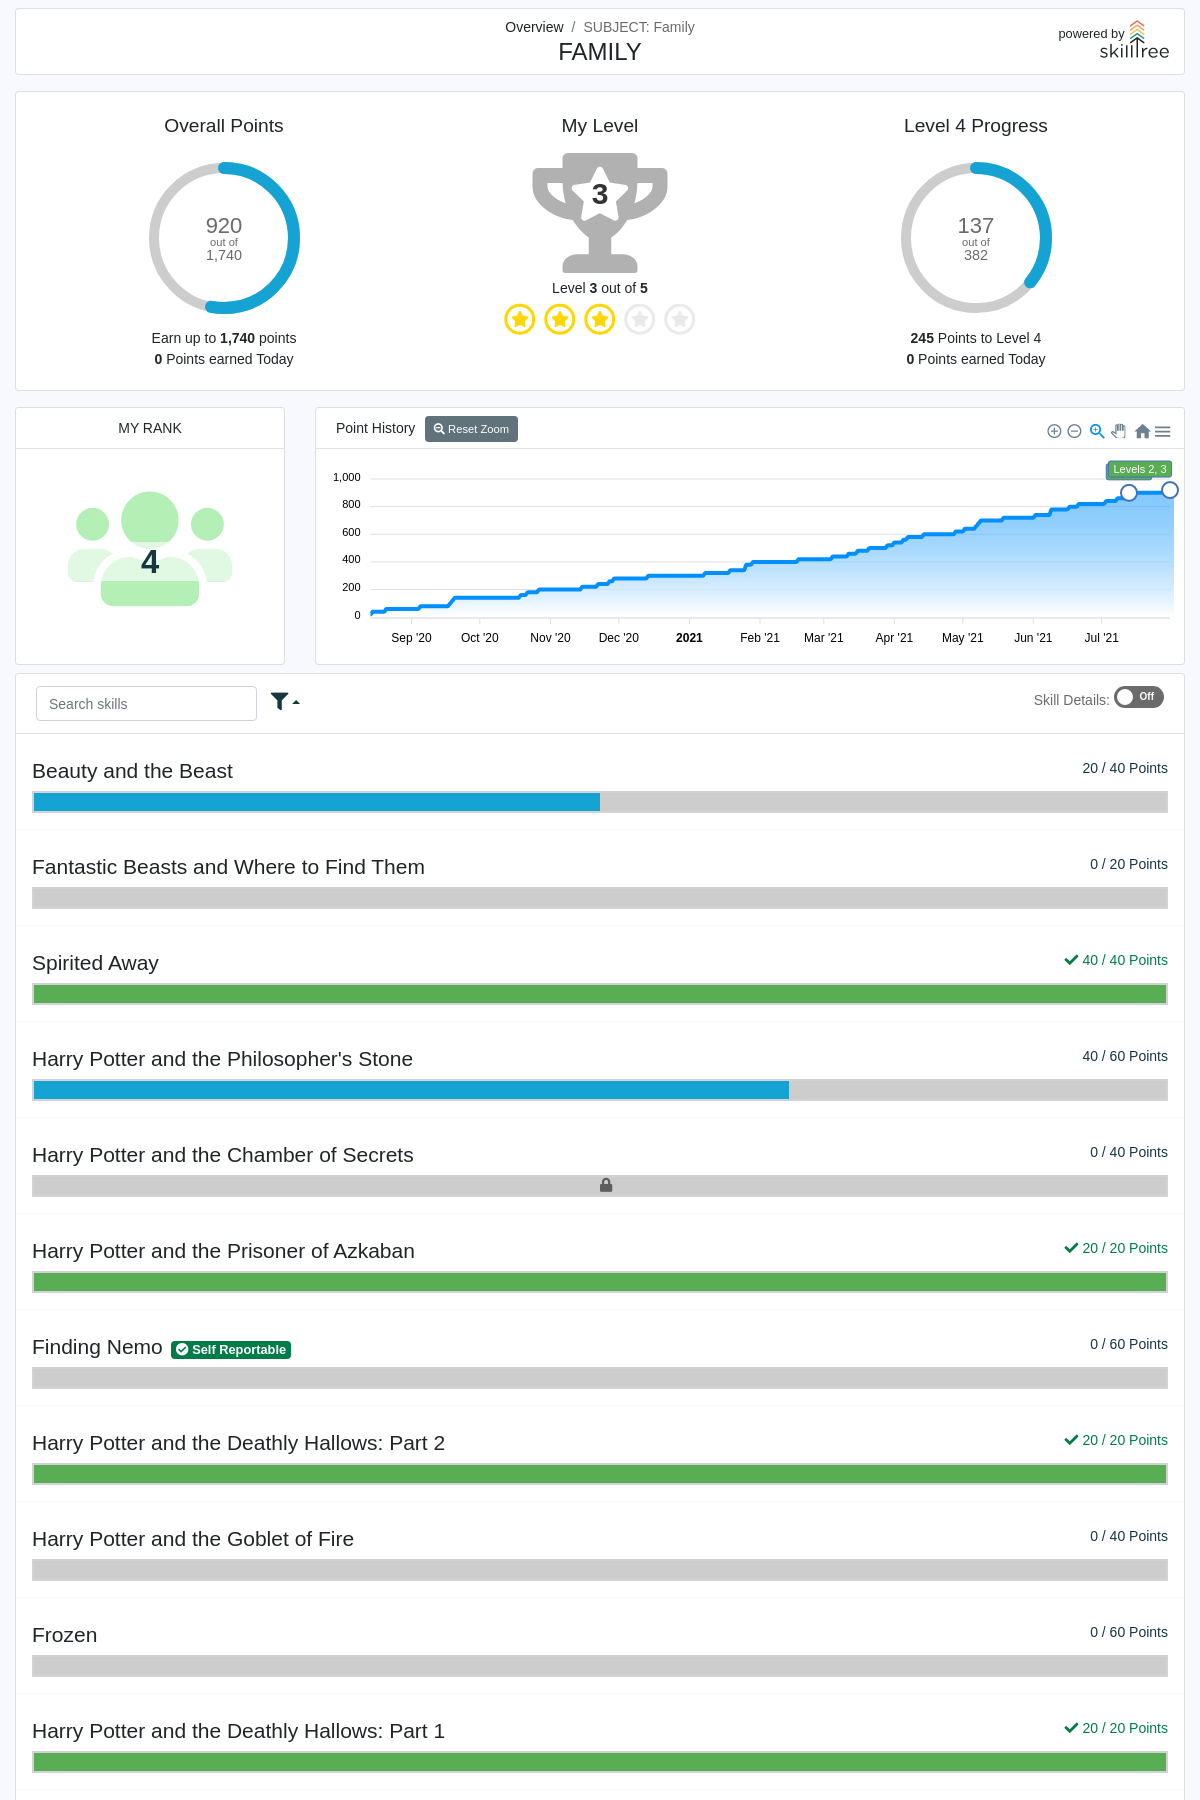 Overview / SUBJECT: Family
FAMILY
powered by
skilltree
Overall Points
My Level
Level 4 Progress
920
out of
1,740
3
137
out of
382
Level 3 out of 5
Earn up to 1,740 points
0 Points earned Today
245 Points to Level 4
0 Points earned Today
MY RANK
4
Point History
Reset Zoom
Levels 2, 3
1,000
800
600
400
200
0
Sep '20
Oct '20
Nov '20
Dec '20
2021
Feb '21
Mar '21
Apr '21
May '21
Jun '21
Jul '21
Search skills
Skill Details:
Off
Beauty and the Beast
20 / 40 Points
Fantastic Beasts and Where to Find Them
0 / 20 Points
Spirited Away
40 / 40 Points
Harry Potter and the Philosopher's Stone
40 / 60 Points
Harry Potter and the Chamber of Secrets
0 / 40 Points
Harry Potter and the Prisoner of Azkaban
20 / 20 Points
Finding Nemo
Self Reportable
0 / 60 Points
Harry Potter and the Deathly Hallows: Part 2
20 / 20 Points
Harry Potter and the Goblet of Fire
0 / 40 Points
Frozen
0 / 60 Points
Harry Potter and the Deathly Hallows: Part 1
20 / 20 Points